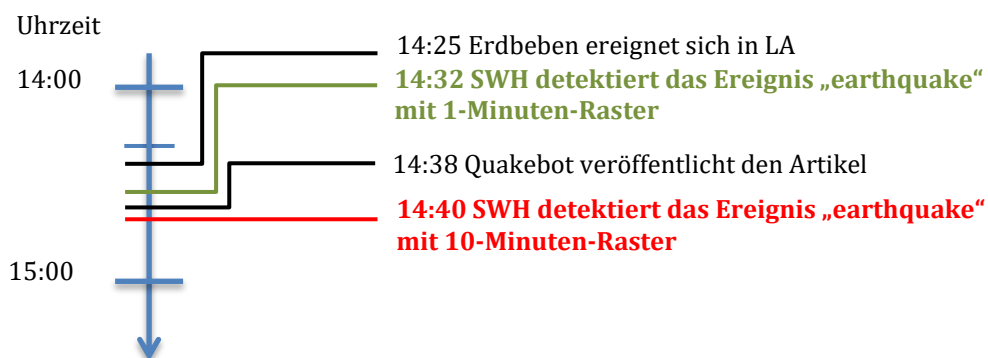 Uhrzeit
14:25 Erdbeben ereignet sich in LA
14:00
14:32 SWH detektiert das Ereignis „earthquake“
mit 1-Minuten-Raster
14:38 Quakebot veröffentlicht den Artikel
14:40 SWH detektiert das Ereignis „earthquake“
mit 10-Minuten-Raster
15:00